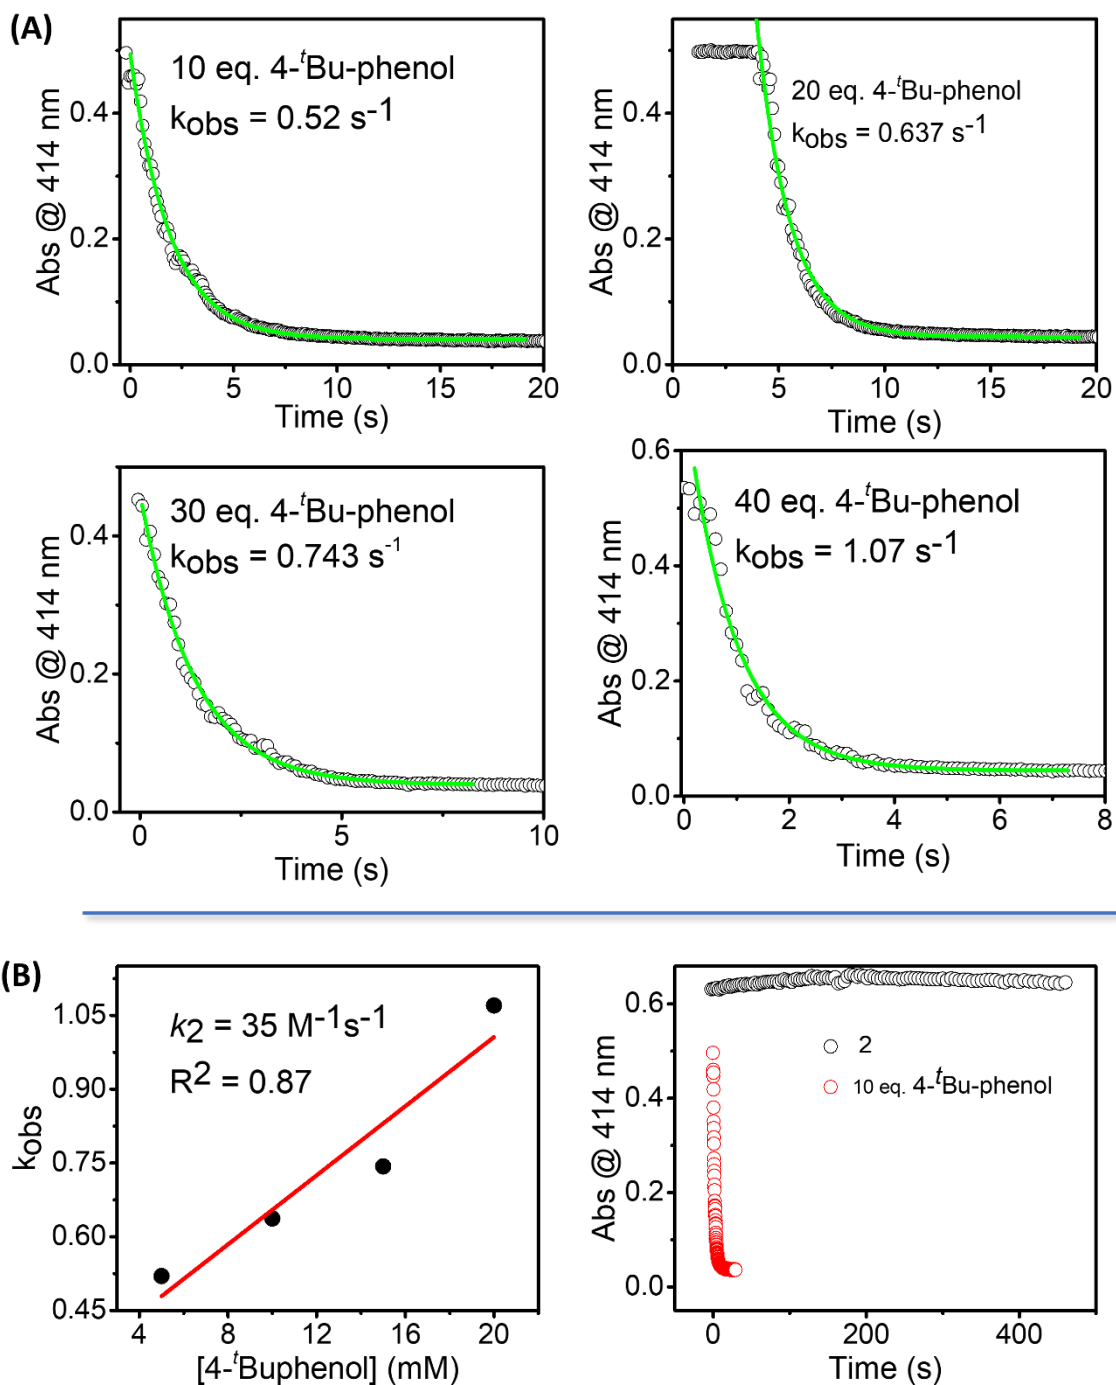 (A)
10 eq. 4-ᵗBu-phenol
kobs = 0.52 s⁻¹
0.4
0.2
0.0
Abs @ 414 nm
0 5 10 15 20
Time (s)
20 eq. 4-ᵗBu-phenol
kobs = 0.637 s⁻¹
0.4
0.2
0.0
Abs @ 414 nm
0 5 10 15 20
Time (s)
30 eq. 4-ᵗBu-phenol
kobs = 0.743 s⁻¹
0.4
0.2
0.0
Abs @ 414 nm
0 5 10
Time (s)
40 eq. 4-ᵗBu-phenol
kobs = 1.07 s⁻¹
0.6
0.4
0.2
0.0
Abs @ 414 nm
0 2 4 6 8
Time (s)
(B)
k2 = 35 M⁻¹s⁻¹
R² = 0.87
1.05
0.90
0.75
0.60
0.45
kobs
4 8 12 16 20
[4-ᵗBuphenol] (mM)
0.6
0.4
0.2
0.0
Abs @ 414 nm
2
10 eq. 4-ᵗBu-phenol
0 200 400
Time (s)